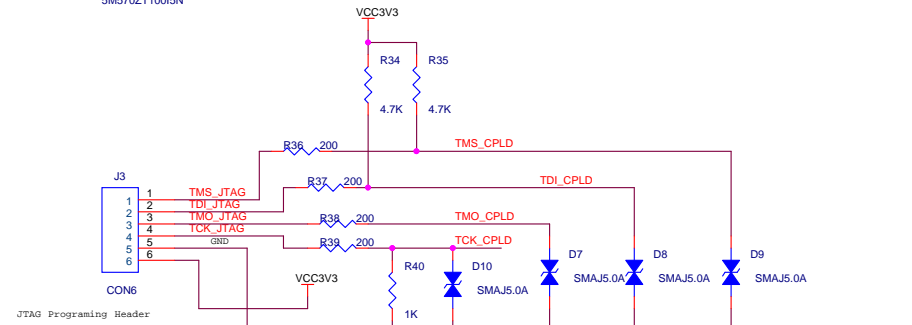 5M570ZT100I5N
VCC3V3
R34 R35
4.7K 4.7K
R36 200 TMS_CPLD
J3 R37 200 TDI_CPLD
1 1 TMS_JTAG
2 2 TDI_JTAG
3 3 TMO_JTAG R38 200 TMO_CPLD
4 4 TCK_JTAG R39 200 TCK_CPLD
5 5 GND
6 6
R40 D10 D7 D8 D9
VCC3V3 SMAJ5.0A SMAJ5.0A SMAJ5.0A SMAJ5.0A
CON6
1K
JTAG Programing Header